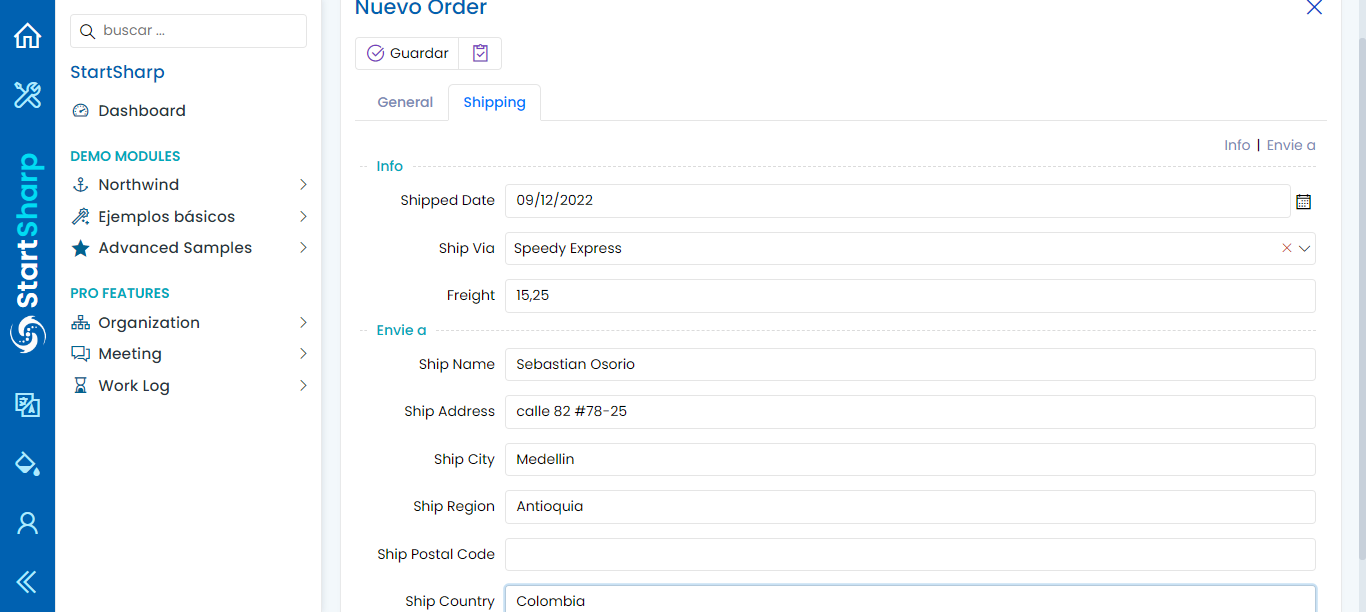 StartSharp
buscar ...
StartSharp
Dashboard
DEMO MODULES
Northwind
Ejemplos básicos
Advanced Samples
PRO FEATURES
Organization
Meeting
Work Log
Nuevo Order
Guardar
General Shipping
Info | Envie a
Info
Shipped Date 09/12/2022
Ship Via Speedy Express
Freight 15,25
Envie a
Ship Name Sebastian Osorio
Ship Address calle 82 #78-25
Ship City Medellin
Ship Region Antioquia
Ship Postal Code
Ship Country Colombia